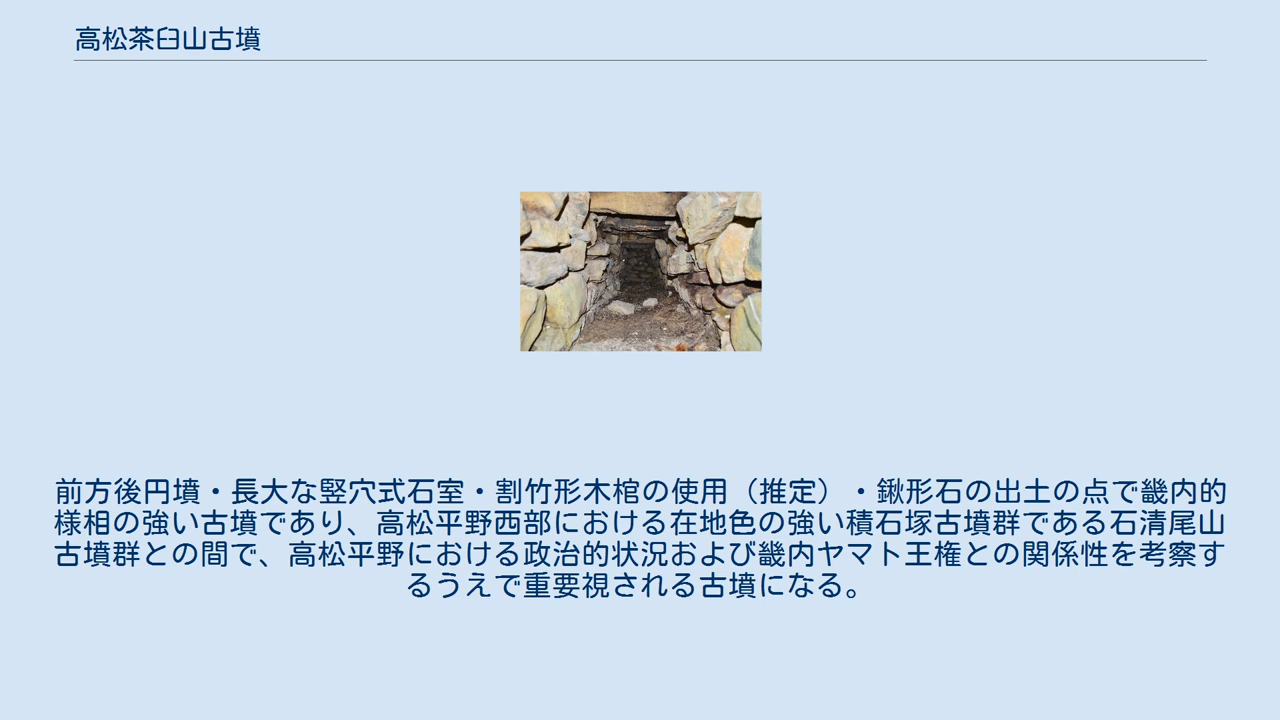 高松茶臼山古墳
前方後円墳・長大な竪穴式石室・割竹形木棺の使用（推定）・鍬形石の出土の点で畿内的
様相の強い古墳であり、高松平野西部における在地色の強い積石塚古墳群である石清尾山
古墳群との間で、高松平野における政治的状況および畿内ヤマト王権との関係性を考察す
るうえで重要視される古墳になる。